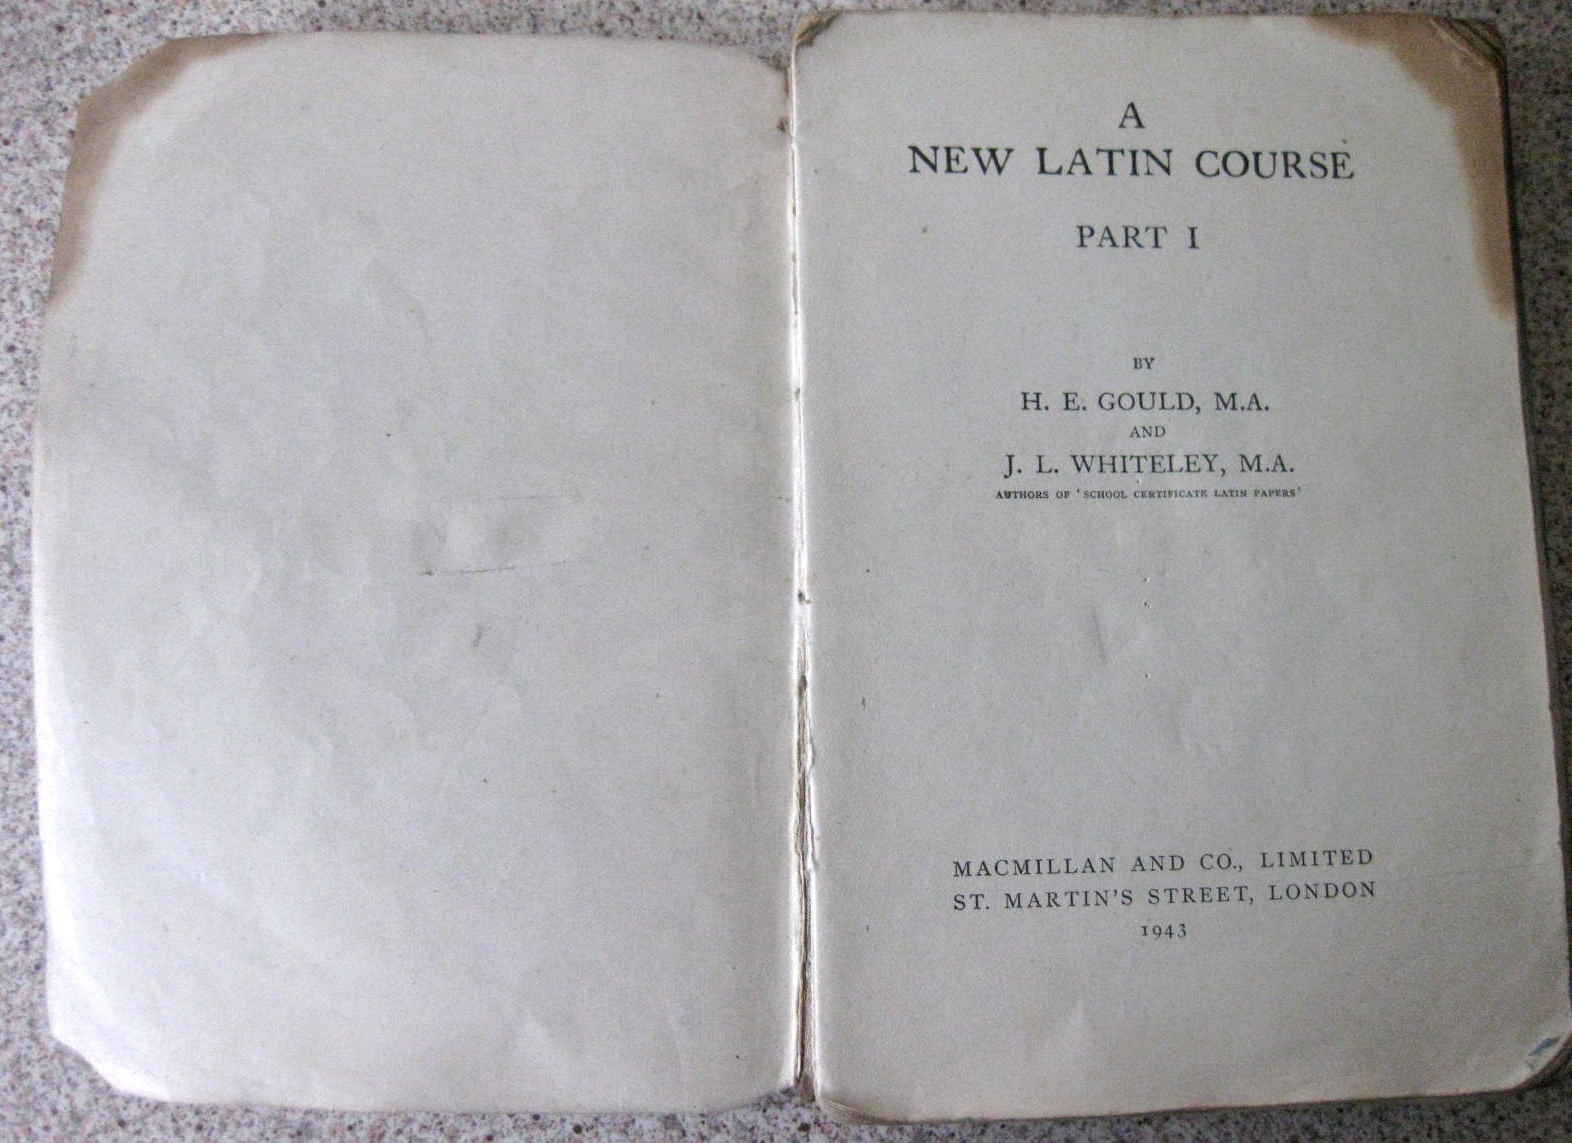 A
NEW LATIN COURSE
PART I
BY
H. E. GOULD, M.A.
AND
J. L. WHITELEY, M.A.
AUTHORS OF ' SCHOOL CERTIFICATE LATIN PAPERS'
MACMILLAN AND CO., LIMITED
ST. MARTIN'S STREET, LONDON
1943